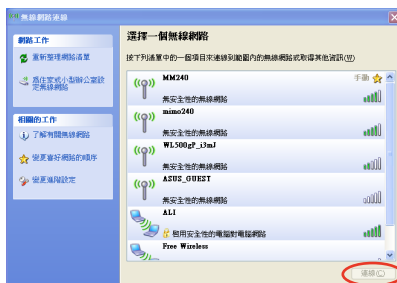 無線網路連線
網路工作
重新整理網路清單
為住家或小型辦公室設
定無線網路
相關的工作
了解有關無線網路
變更喜好網路的順序
變更進階設定
選擇一個無線網路
按下列清單中的一個項目來連線到範圍內的無線網路或取得其他資訊(W)
MM240
手動
無安全性的無線網路
mimo240
無安全性的無線網路
WL500gP_i3mJ
無安全性的無線網路
ASUS_GUEST
無安全性的無線網路
ALI
啟用安全性的電腦對電腦網路
Free Wireless
連線(C)